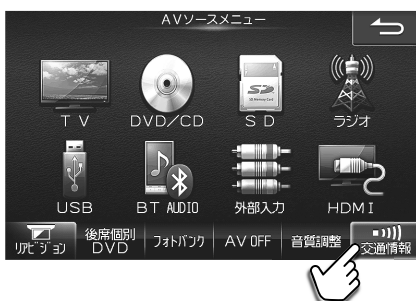 AVソースメニュー
TV
DVD/CD
SD
ラジオ
USB
BT AUDIO
外部入力
HDMI
リアビジョン
後席個別
DVD
フォトバンク
AV OFF
音質調整
交通情報